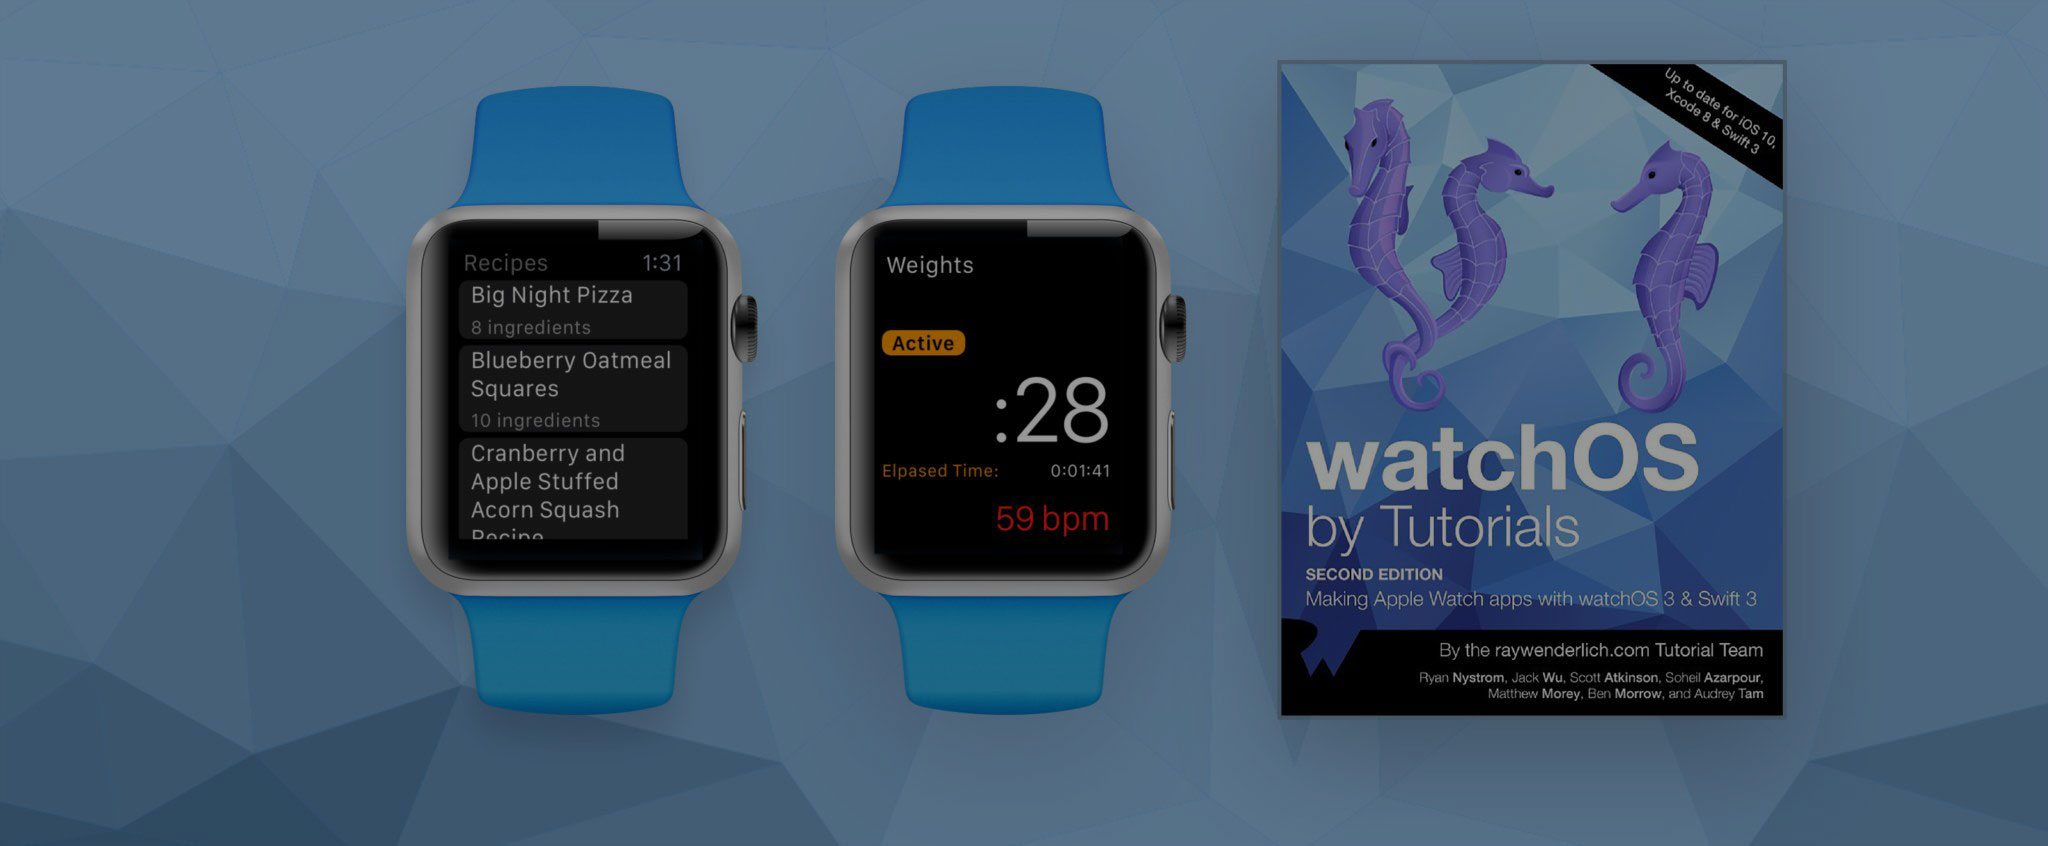 Recipes 1:31
Big Night Pizza
8 ingredients
Blueberry Oatmeal
Squares
10 ingredients
Cranberry and
Apple Stuffed
Acorn Squash
Recipe
Weights
Active
:28
Elpased Time: 0:01:41
59 bpm
Up to date for iOS 10,
Xcode 8 & Swift 3
watchOS
by Tutorials
SECOND EDITION
Making Apple Watch apps with watchOS 3 & Swift 3
By the raywenderlich.com Tutorial Team
Ryan Nystrom, Jack Wu, Scott Atkinson, Soheil Azarpour,
Matthew Morey, Ben Morrow, and Audrey Tam